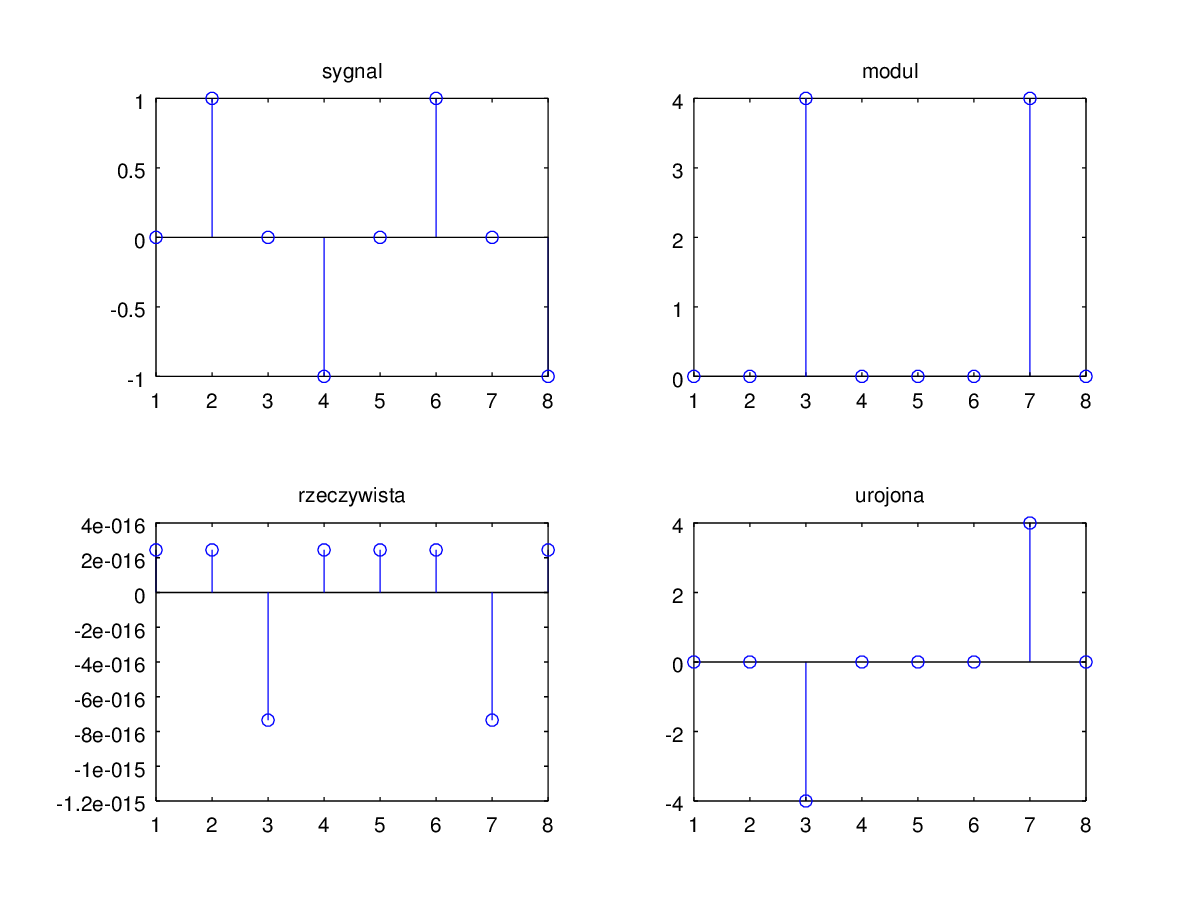 sygnal
1
0.5
0
-0.5
-1
1 2 3 4 5 6 7 8
modul
4
3
2
1
0
1 2 3 4 5 6 7 8
rzeczywista
4e-016
2e-016
0
-2e-016
-4e-016
-6e-016
-8e-016
-1e-015
-1.2e-015
1 2 3 4 5 6 7 8
urojona
4
2
0
-2
-4
1 2 3 4 5 6 7 8